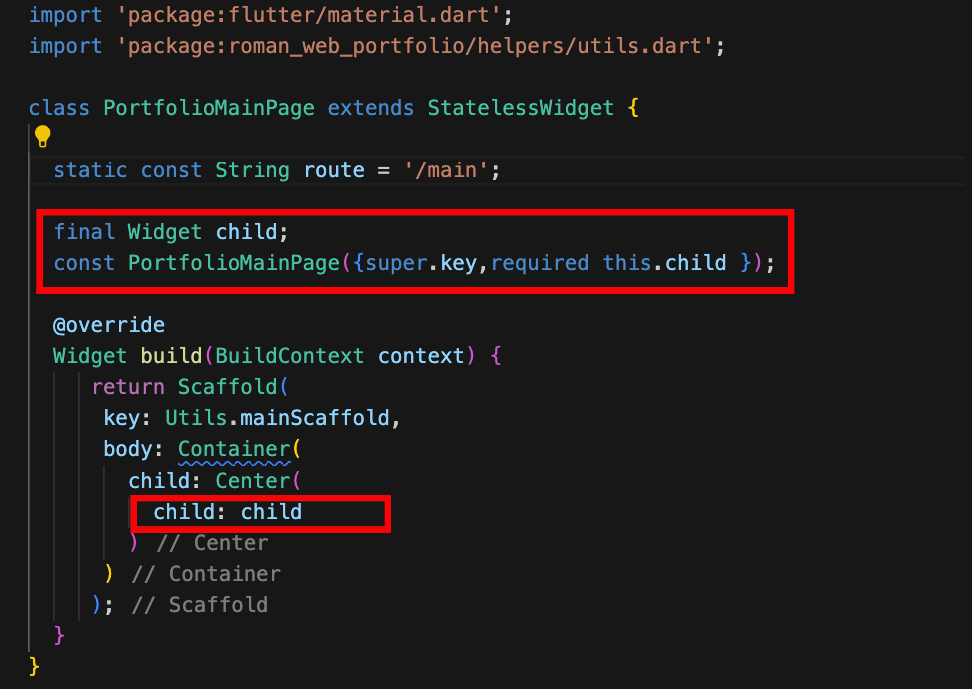 import 'package:flutter/material.dart';
import 'package:roman_web_portfolio/helpers/utils.dart';
class PortfolioMainPage extends StatelessWidget {
static const String route = '/main';
final Widget child;
const PortfolioMainPage({super.key,required this.child });
@override
Widget build(BuildContext context) {
return Scaffold(
key: Utils.mainScaffold,
body: Container(
child: Center(
child: child
) // Center
) // Container
); // Scaffold
}
}